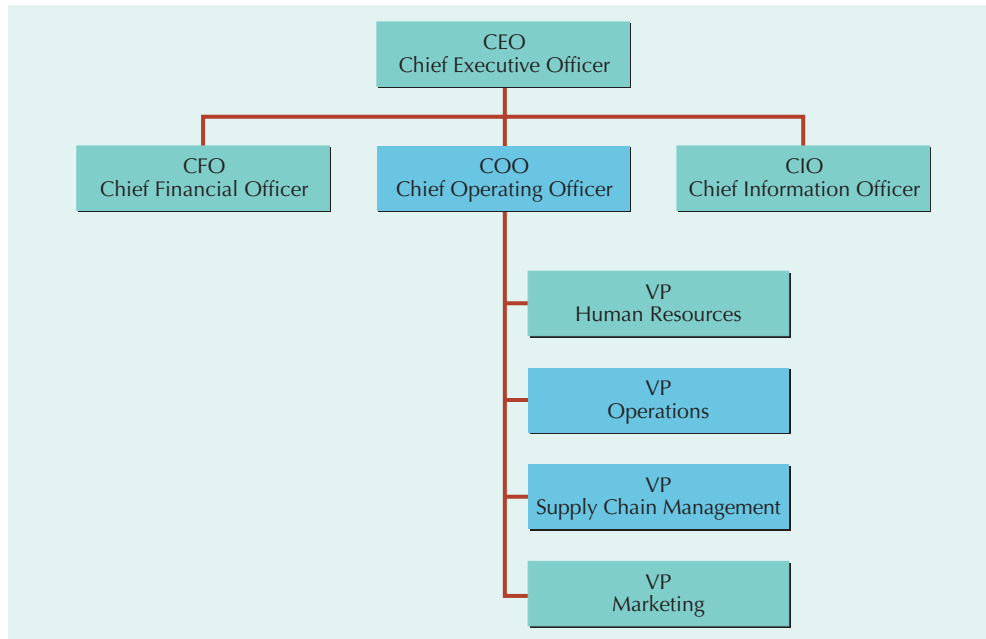 CEO
Chief Executive Officer
CFO
Chief Financial Officer
COO
Chief Operating Officer
CIO
Chief Information Officer
VP
Human Resources
VP
Operations
VP
Supply Chain Management
VP
Marketing